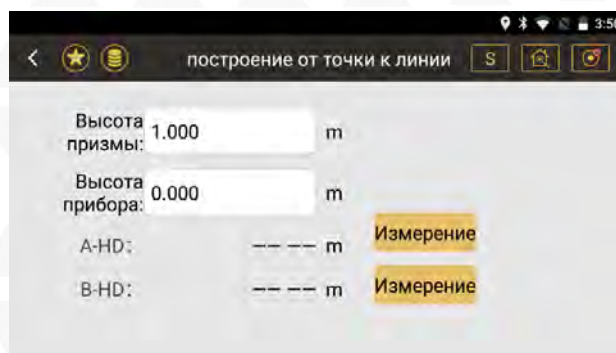 3:50
построение от точки к линии S
Высота
призмы: 1.000 m
Высота
прибора: 0.000 m
A-HD: –– –– m Измерение
B-HD: –– –– m Измерение